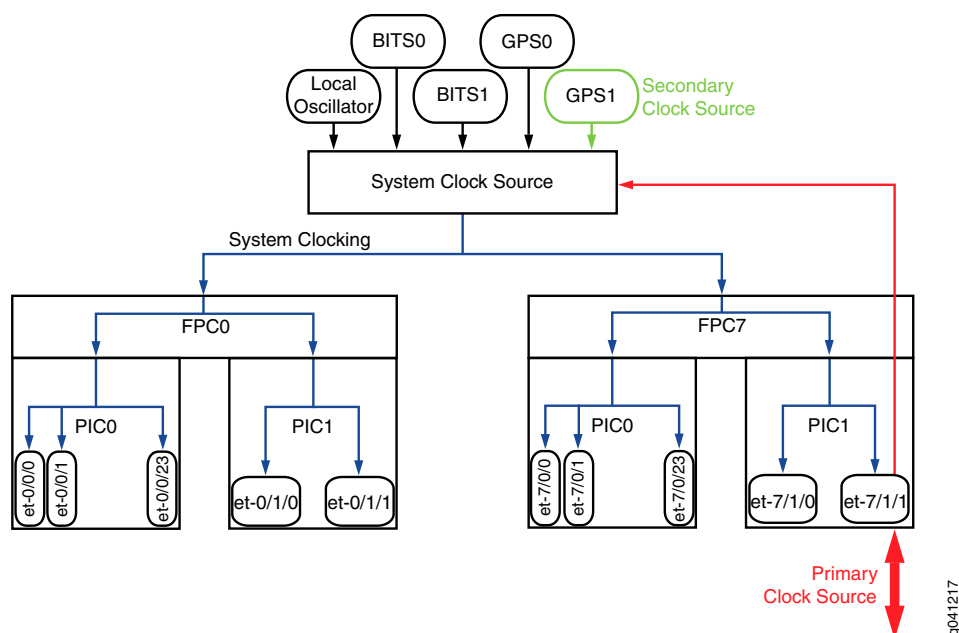 BITS0
GPS0
Local
Oscillator
BITS1
GPS1
Secondary
Clock Source
System Clock Source
System Clocking
FPC0
FPC7
PIC0
PIC1
PIC0
PIC1
et-0/0/0
et-0/0/1
et-0/0/23
et-0/1/0
et-0/1/1
et-7/0/0
et-7/0/1
et-7/0/23
et-7/1/0
et-7/1/1
Primary
Clock Source
g041217